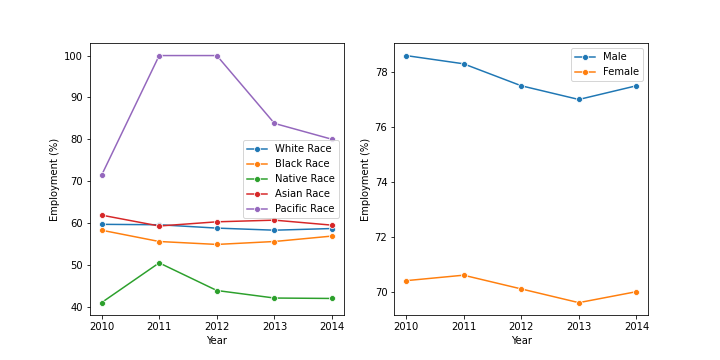 100
90
80
70
60
50
40
Employment (%)
2010 2011 2012 2013 2014
Year
White Race
Black Race
Native Race
Asian Race
Pacific Race
78
76
74
72
70
Employment (%)
2010 2011 2012 2013 2014
Year
Male
Female